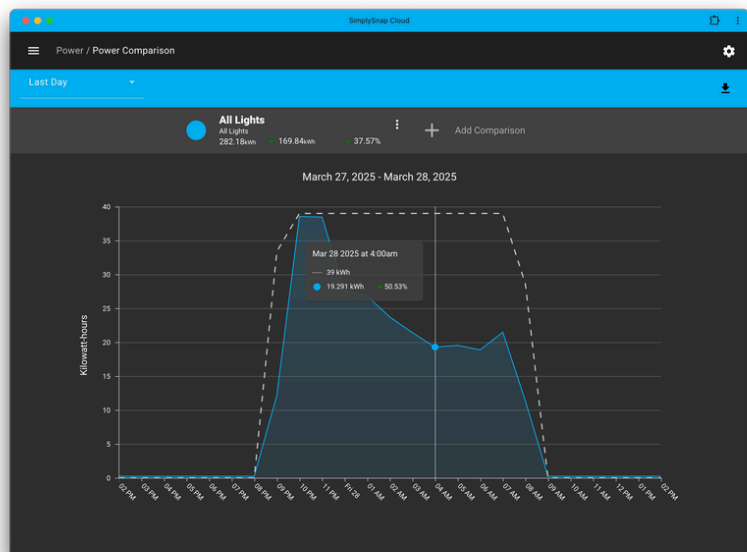 SimplySnap Cloud
Power / Power Comparison
Last Day
All Lights
All Lights
282.18kWh 169.84kWh 37.57%
Add Comparison
March 27, 2025 - March 28, 2025
Kilowatt-hours
40
35
30
25
20
15
10
5
0
Mar 28 2025 at 4:00am
39 kWh
19.291 kWh 50.53%
02 PM
03 PM
04 PM
05 PM
06 PM
07 PM
08 PM
09 PM
10 PM
11 PM
Fri 28
01 AM
02 AM
03 AM
04 AM
05 AM
06 AM
07 AM
08 AM
09 AM
10 AM
11 AM
12 PM
01 PM
02 PM